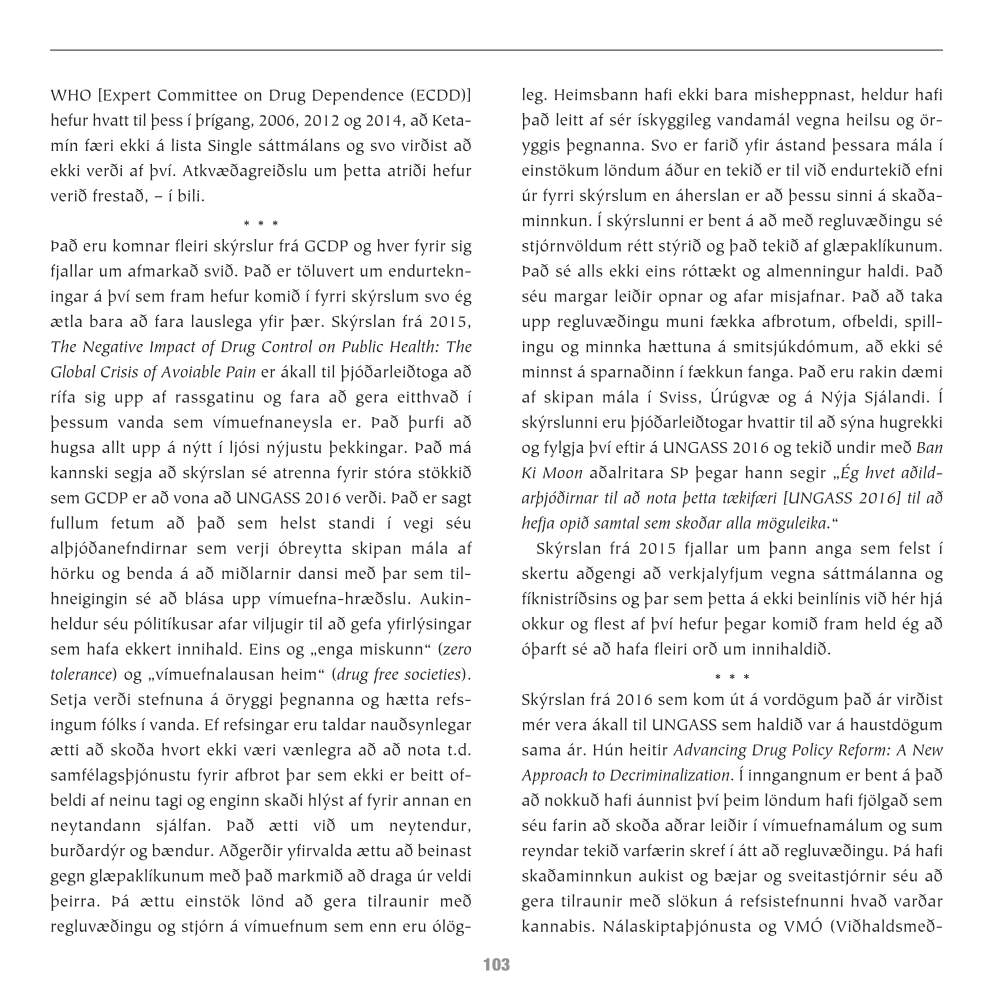 WHO [Expert Committee on Drug Dependence (ECDD)]
hefur hvatt til þess í þrígang, 2006, 2012 og 2014, að Keta-
mín færi ekki á lista Single sáttmálans og svo virðist að
ekki verði af því. Atkvæðagreiðslu um þetta atriði hefur
verið frestað, – í bili.
* * *
Það eru komnar fleiri skýrslur frá GCDP og hver fyrir sig
fjallar um afmarkað svið. Það er töluvert um endurtekn-
ingar á því sem fram hefur komið í fyrri skýrslum svo ég
ætla bara að fara lauslega yfir þær. Skýrslan frá 2015,
The Negative Impact of Drug Control on Public Health: The
Global Crisis of Avoiable Pain er ákall til þjóðarleiðtoga að
rífa sig upp af rassgatinu og fara að gera eitthvað í
þessum vanda sem vímuefnaneysla er. Það þurfi að
hugsa allt upp á nýtt í ljósi nýjustu þekkingar. Það má
kannski segja að skýrslan sé atrenna fyrir stóra stökkið
sem GCDP er að vona að UNGASS 2016 verði. Það er sagt
fullum fetum að það sem helst standi í vegi séu
alþjóðanefndirnar sem verji óbreytta skipan mála af
hörku og benda á að miðlarnir dansi með þar sem til-
hneigingin sé að blása upp vímuefna-hræðslu. Aukin-
heldur séu pólitíkusar afar viljugir til að gefa yfirlýsingar
sem hafa ekkert innihald. Eins og „enga miskunn“ (zero
tolerance) og „vímuefnalausan heim“ (drug free societies).
Setja verði stefnuna á öryggi þegnanna og hætta refs-
ingum fólks í vanda. Ef refsingar eru taldar nauðsynlegar
ætti að skoða hvort ekki væri vænlegra að að nota t.d.
samfélagsþjónustu fyrir afbrot þar sem ekki er beitt of-
beldi af neinu tagi og enginn skaði hlýst af fyrir annan en
neytandann sjálfan. Það ætti við um neytendur,
burðardýr og bændur. Aðgerðir yfirvalda ættu að beinast
gegn glæpaklíkunum með það markmið að draga úr veldi
þeirra. Þá ættu einstök lönd að gera tilraunir með
regluvæðingu og stjórn á vímuefnum sem enn eru ólög-
leg. Heimsbann hafi ekki bara misheppnast, heldur hafi
það leitt af sér ískyggileg vandamál vegna heilsu og ör-
yggis þegnanna. Svo er farið yfir ástand þessara mála í
einstökum löndum áður en tekið er til við endurtekið efni
úr fyrri skýrslum en áherslan er að þessu sinni á skaða-
minnkun. Í skýrslunni er bent á að með regluvæðingu sé
stjórnvöldum rétt stýrið og það tekið af glæpaklíkunum.
Það sé alls ekki eins róttækt og almenningur haldi. Það
séu margar leiðir opnar og afar misjafnar. Það að taka
upp regluvæðingu muni fækka afbrotum, ofbeldi, spill-
ingu og minnka hættuna á smitsjúkdómum, að ekki sé
minnst á sparnaðinn í fækkun fanga. Það eru rakin dæmi
af skipan mála í Sviss, Úrúgvæ og á Nýja Sjálandi. Í
skýrslunni eru þjóðarleiðtogar hvattir til að sýna hugrekki
og fylgja því eftir á UNGASS 2016 og tekið undir með Ban
Ki Moon aðalritara SÞ þegar hann segir „Ég hvet aðild-
arþjóðirnar til að nota þetta tækifæri [UNGASS 2016] til að
hefja opið samtal sem skoðar alla möguleika.“
Skýrslan frá 2015 fjallar um þann anga sem felst í
skertu aðgengi að verkjalyfjum vegna sáttmálanna og
fíknistríðsins og þar sem þetta á ekki beinlínis við hér hjá
okkur og flest af því hefur þegar komið fram held ég að
óþarft sé að hafa fleiri orð um innihaldið.
* * *
Skýrslan frá 2016 sem kom út á vordögum það ár virðist
mér vera ákall til UNGASS sem haldið var á haustdögum
sama ár. Hún heitir Advancing Drug Policy Reform: A New
Approach to Decriminalization. Í inngangnum er bent á það
að nokkuð hafi áunnist því þeim löndum hafi fjölgað sem
séu farin að skoða aðrar leiðir í vímuefnamálum og sum
reyndar tekið varfærin skref í átt að regluvæðingu. Þá hafi
skaðaminnkun aukist og bæjar og sveitastjórnir séu að
gera tilraunir með slökun á refsistefnunni hvað varðar
kannabis. Nálaskiptaþjónusta og VMÓ (Viðhaldsmeð-
103